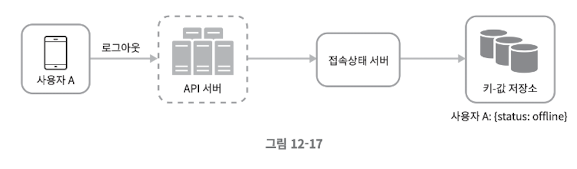 로그아웃
사용자 A
API 서버
접속상태 서버
키-값 저장소
사용자 A: {status: offline}
그림 12-17